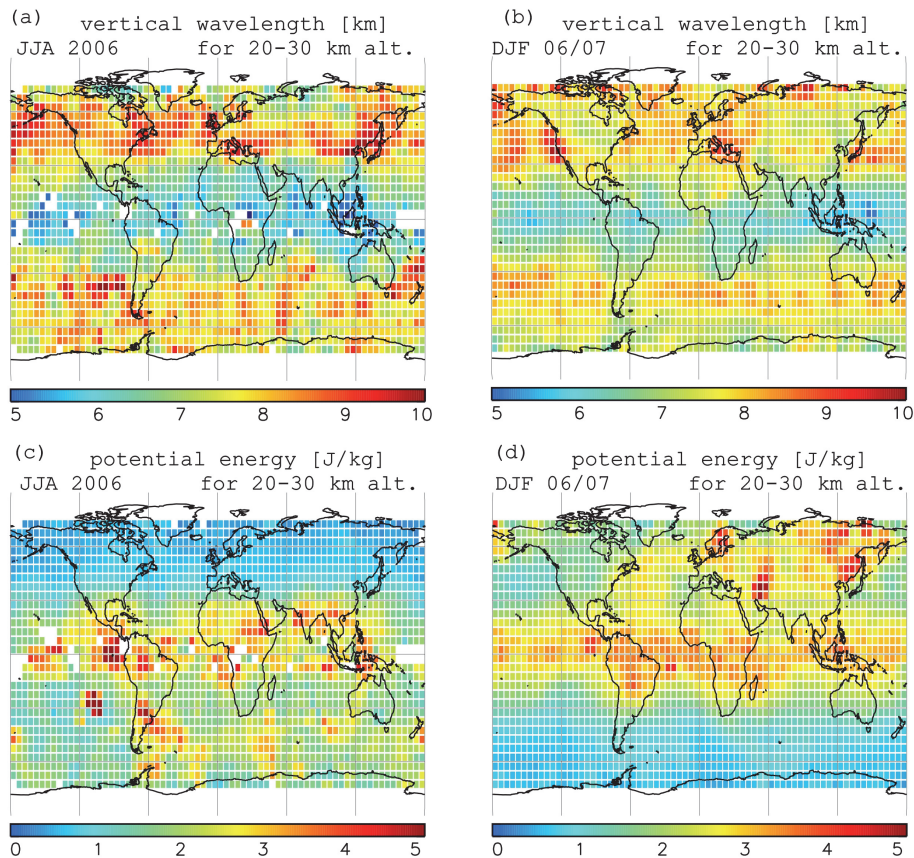 (a)
vertical wavelength [km]
JJA 2006 for 20-30 km alt.
5 6 7 8 9 10
(b)
vertical wavelength [km]
DJF 06/07 for 20-30 km alt.
5 6 7 8 9 10
(c)
potential energy [J/kg]
JJA 2006 for 20-30 km alt.
0 1 2 3 4 5
(d)
potential energy [J/kg]
DJF 06/07 for 20-30 km alt.
0 1 2 3 4 5